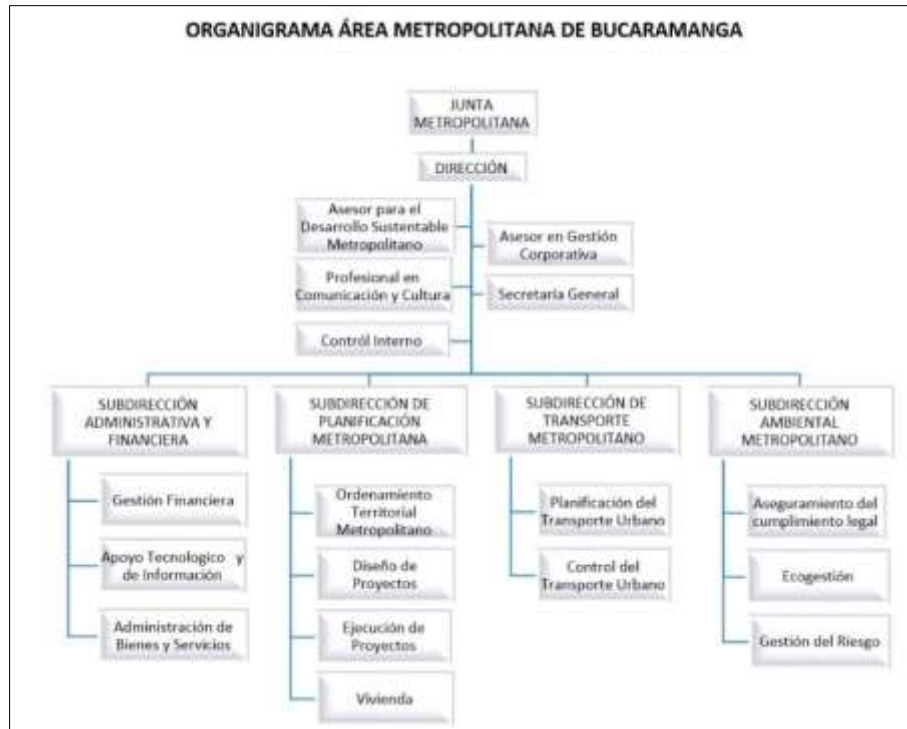 ORGANIGRAMA ÁREA METROPOLITANA DE BUCARAMANGA
JUNTA
METROPOLITANA
DIRECCIÓN
Asesor para el
Desarrollo Sustentable
Metropolitano
Asesor en Gestión
Corporativa
Profesional en
Comunicación y Cultura
Secretaría General
Contról Interno
SUBDIRECCIÓN
ADMINISTRATIVA Y
FINANCIERA
Gestión Financiera
Apoyo Tecnologico y
de Información
Administración de
Bienes y Servicios
SUBDIRECCIÓN DE
PLANIFICACIÓN
METROPOLITANA
Ordenamiento
Territorial
Metropolitano
Diseño de
Proyectos
Ejecución de
Proyectos
Vivienda
SUBDIRECCIÓN DE
TRANSPORTE
METROPOLITANO
Planificación del
Transporte Urbano
Control del
Transporte Urbano
SUBDIRECCIÓN
AMBIENTAL
METROPOLITANO
Aseguramiento del
cumplimiento legal
Ecogestión
Gestión del Riesgo